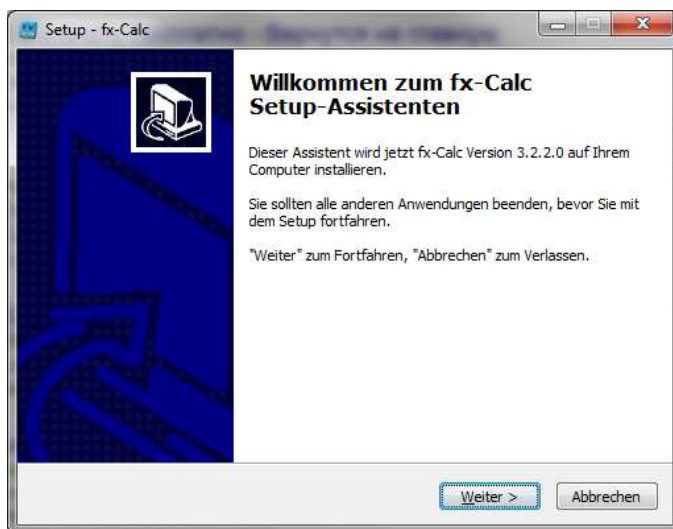 Setup - fx-Calc
Willkommen zum fx-Calc
Setup-Assistenten
Dieser Assistent wird jetzt fx-Calc Version 3.2.2.0 auf Ihrem
Computer installieren.
Sie sollten alle anderen Anwendungen beenden, bevor Sie mit
dem Setup fortfahren.
"Weiter" zum Fortfahren, "Abbrechen" zum Verlassen.
Weiter >
Abbrechen